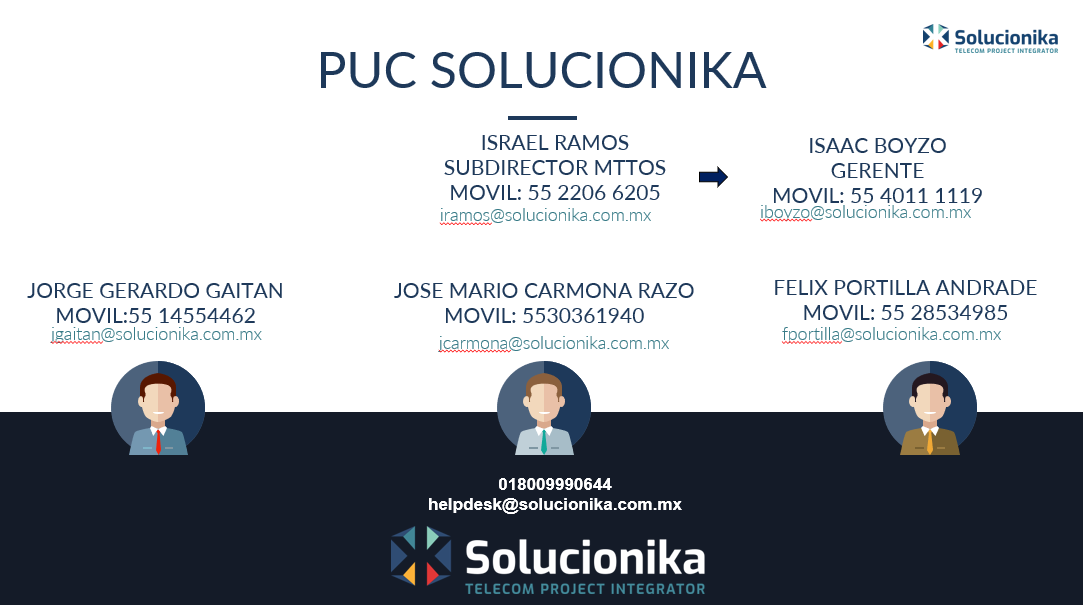 Solucionika
TELECOM PROJECT INTEGRATOR
PUC SOLUCIONIKA
ISRAEL RAMOS
SUBDIRECTOR MTTOS
MOVIL: 55 2206 6205
iramos@solucionika.com.mx
ISAAC BOYZO
GERENTE
MOVIL: 55 4011 1119
iboyzo@solucionika.com.mx
JORGE GERARDO GAITAN
MOVIL:55 14554462
jgaitan@solucionika.com.mx
JOSE MARIO CARMONA RAZO
MOVIL: 5530361940
jcarmona@solucionika.com.mx
FELIX PORTILLA ANDRADE
MOVIL: 55 28534985
fportilla@solucionika.com.mx
018009990644
helpdesk@solucionika.com.mx
Solucionika
TELECOM PROJECT INTEGRATOR